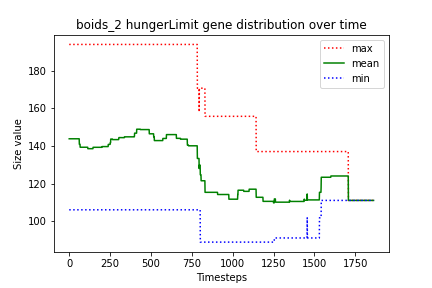 boids_2 hungerLimit gene distribution over time
max
mean
min
Size value
180
160
140
120
100
0
250
500
750
1000
1250
1500
1750
Timesteps